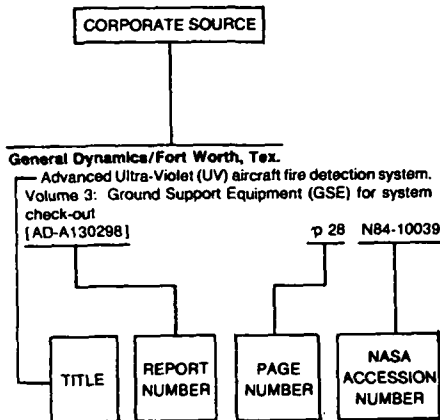 CORPORATE SOURCE
General Dynamics/Fort Worth, Tex.
Advanced Ultra-Violet (UV) aircraft fire detection system.
Volume 3: Ground Support Equipment (GSE) for system
check-out
[AD-A130298] p 28 N84-10039
TITLE
REPORT
NUMBER
PAGE
NUMBER
NASA
ACCESSION
NUMBER